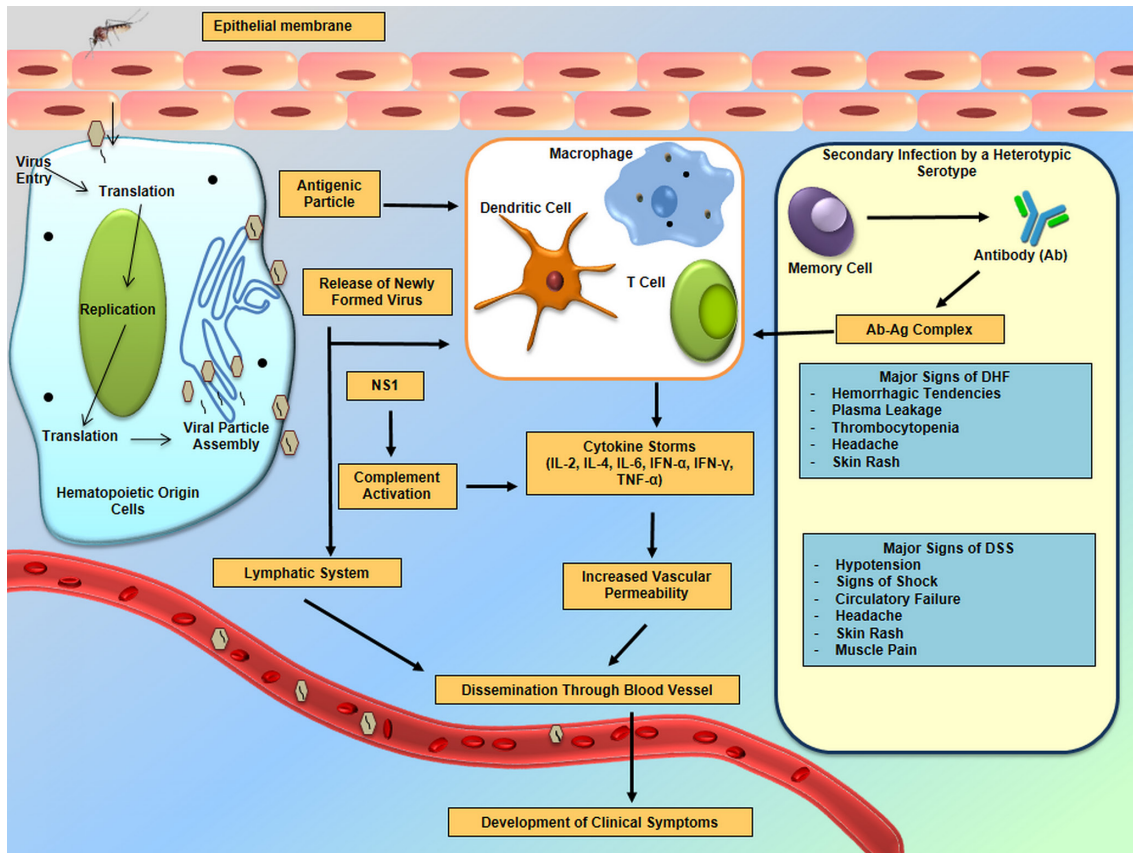 Epithelial membrane
Virus
Entry
Translation
Replication
Translation
Viral Particle
Assembly
Hematopoietic Origin
Cells
Antigenic
Particle
Release of Newly
Formed Virus
NS1
Complement
Activation
Lymphatic System
Macrophage
Dendritic Cell
T Cell
Cytokine Storms
(IL-2, IL-4, IL-6, IFN-α, IFN-γ,
TNF-α)
Increased Vascular
Permeability
Dissemination Through Blood Vessel
Development of Clinical Symptoms
Secondary Infection by a Heterotypic
Serotype
Memory Cell
Antibody (Ab)
Ab-Ag Complex
Major Signs of DHF
- Hemorrhagic Tendencies
- Plasma Leakage
- Thrombocytopenia
- Headache
- Skin Rash
Major Signs of DSS
- Hypotension
- Signs of Shock
- Circulatory Failure
- Headache
- Skin Rash
- Muscle Pain